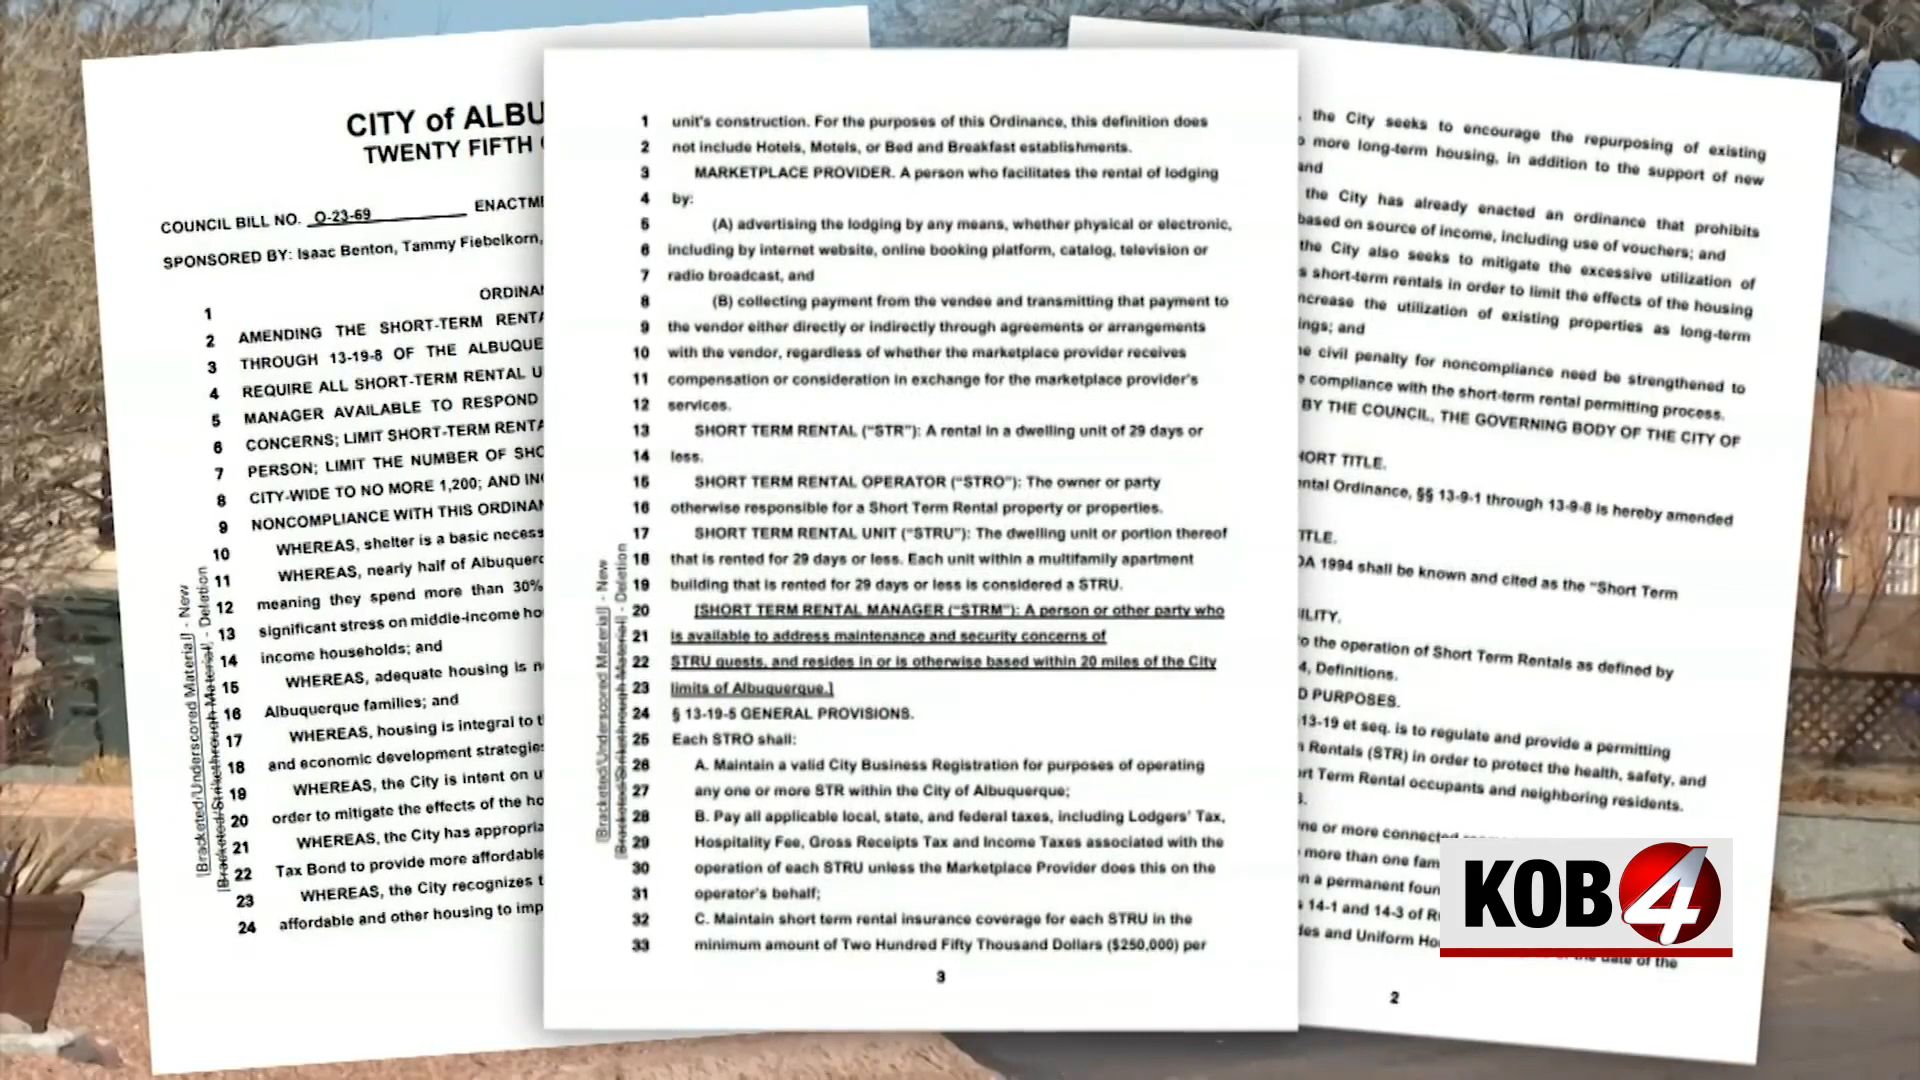 CITY of ALBU
TWENTY FIFTH
COUNCIL BILL NO. O-23-69 ENACTME
SPONSORED BY: Isaac Benton, Tammy Fiebelkorn,
ORDINA
1
2 AMENDING THE SHORT-TERM RENTA
3 THROUGH 13-19-8 OF THE ALBUQUE
4 REQUIRE ALL SHORT-TERM RENTAL U
5 MANAGER AVAILABLE TO RESPOND
6 CONCERNS; LIMIT SHORT-TERM RENTA
7 PERSON; LIMIT THE NUMBER OF SHO
8 CITY-WIDE TO NO MORE 1,200; AND INC
9 NONCOMPLIANCE WITH THIS ORDINAN
10 WHEREAS, shelter is a basic necess
11 WHEREAS, nearly half of Albuquerq
12 meaning they spend more than 30%
13 significant stress on middle-income ho
14 income households; and
15 WHEREAS, adequate housing is n
16 Albuquerque families; and
17 WHEREAS, housing is integral to t
18 and economic development strategie
19 WHEREAS, the City is intent on u
20 order to mitigate the effects of the ho
21 WHEREAS, the City has appropria
22 Tax Bond to provide more affordable
23 WHEREAS, the City recognizes t
24 affordable and other housing to imp
[Bracketed/Underscored Material] - New
[Bracketed/Strikethrough Material] - Deletion
1 unit's construction. For the purposes of this Ordinance, this definition does
2 not include Hotels, Motels, or Bed and Breakfast establishments.
3 MARKETPLACE PROVIDER. A person who facilitates the rental of lodging
4 by:
5 (A) advertising the lodging by any means, whether physical or electronic,
6 including by internet website, online booking platform, catalog, television or
7 radio broadcast, and
8 (B) collecting payment from the vendee and transmitting that payment to
9 the vendor either directly or indirectly through agreements or arrangements
10 with the vendor, regardless of whether the marketplace provider receives
11 compensation or consideration in exchange for the marketplace provider's
12 services.
13 SHORT TERM RENTAL ("STR"): A rental in a dwelling unit of 29 days or
14 less.
15 SHORT TERM RENTAL OPERATOR ("STRO"): The owner or party
16 otherwise responsible for a Short Term Rental property or properties.
17 SHORT TERM RENTAL UNIT ("STRU"): The dwelling unit or portion thereof
18 that is rented for 29 days or less. Each unit within a multifamily apartment
19 building that is rented for 29 days or less is considered a STRU.
20 [SHORT TERM RENTAL MANAGER ("STRM"): A person or other party who
21 is available to address maintenance and security concerns of
22 STRU guests, and resides in or is otherwise based within 20 miles of the City
23 limits of Albuquerque.]
24 § 13-19-5 GENERAL PROVISIONS.
25 Each STRO shall:
26 A. Maintain a valid City Business Registration for purposes of operating
27 any one or more STR within the City of Albuquerque;
28 B. Pay all applicable local, state, and federal taxes, including Lodgers' Tax,
29 Hospitality Fee, Gross Receipts Tax and Income Taxes associated with the
30 operation of each STRU unless the Marketplace Provider does this on the
31 operator's behalf;
32 C. Maintain short term rental insurance coverage for each STRU in the
33 minimum amount of Two Hundred Fifty Thousand Dollars ($250,000) per
3
[Bracketed/Underscored Material] - New
[Bracketed/Strikethrough Material] - Deletion
the City seeks to encourage the repurposing of existing
more long-term housing, in addition to the support of new
and
the City has already enacted an ordinance that prohibits
based on source of income, including use of vouchers; and
the City also seeks to mitigate the excessive utilization of
s short-term rentals in order to limit the effects of the housing
ncrease the utilization of existing properties as long-term
ings; and
e civil penalty for noncompliance need be strengthened to
e compliance with the short-term rental permitting process.
BY THE COUNCIL, THE GOVERNING BODY OF THE CITY OF
HORT TITLE.
ntal Ordinance, §§ 13-9-1 through 13-9-8 is hereby amended
TITLE.
OA 1994 shall be known and cited as the "Short Term
ILITY.
to the operation of Short Term Rentals as defined by
4, Definitions.
D PURPOSES.
13-19 et seq. is to regulate and provide a permitting
Rentals (STR) in order to protect the health, safety, and
rt Term Rental occupants and neighboring residents.
ne or more connected
more than one fam
n a permanent foun
14-1 and 14-3 of R
des and Uniform Ho
date of the
2
KOB 4